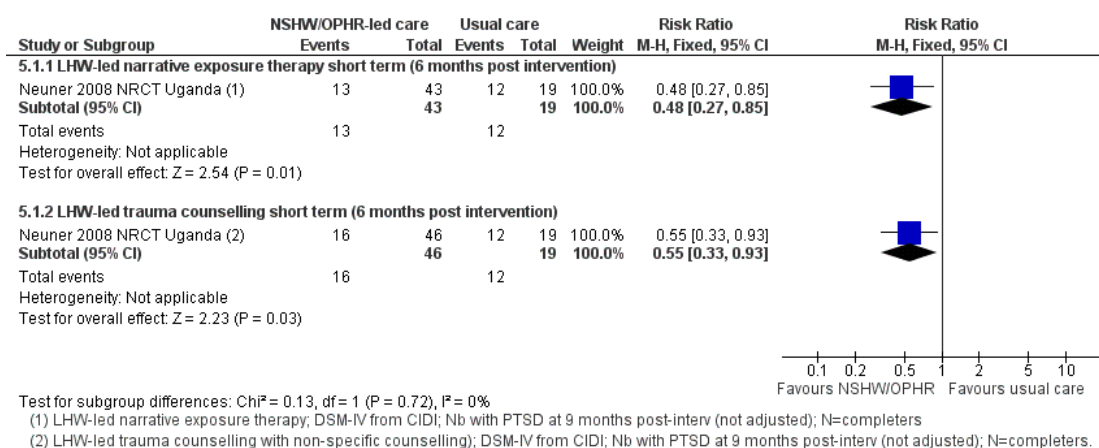 NSHW/OPHR-led care Usual care Risk Ratio Risk Ratio
Study or Subgroup Events Total Events Total Weight M-H, Fixed, 95% CI M-H, Fixed, 95% CI
5.1.1 LHW-led narrative exposure therapy short term (6 months post intervention)
Neuner 2008 NRCT Uganda (1) 13 43 12 19 100.0% 0.48 [0.27, 0.85]
Subtotal (95% CI) 43 19 100.0% 0.48 [0.27, 0.85]
Total events 13 12
Heterogeneity: Not applicable
Test for overall effect: Z = 2.54 (P = 0.01)
5.1.2 LHW-led trauma counselling short term (6 months post intervention)
Neuner 2008 NRCT Uganda (2) 16 46 12 19 100.0% 0.55 [0.33, 0.93]
Subtotal (95% CI) 46 19 100.0% 0.55 [0.33, 0.93]
Total events 16 12
Heterogeneity: Not applicable
Test for overall effect: Z = 2.23 (P = 0.03)
0.1 0.2 0.5 1 2 5 10
Favours NSHW/OPHR Favours usual care
Test for subgroup differences: Chi² = 0.13, df = 1 (P = 0.72), I² = 0%
(1) LHW-led narrative exposure therapy; DSM-IV from CIDI; Nb with PTSD at 9 months post-interv (not adjusted); N=completers
(2) LHW-led trauma counselling with non-specific counselling); DSM-IV from CIDI; Nb with PTSD at 9 months post-interv (not adjusted); N=completers.